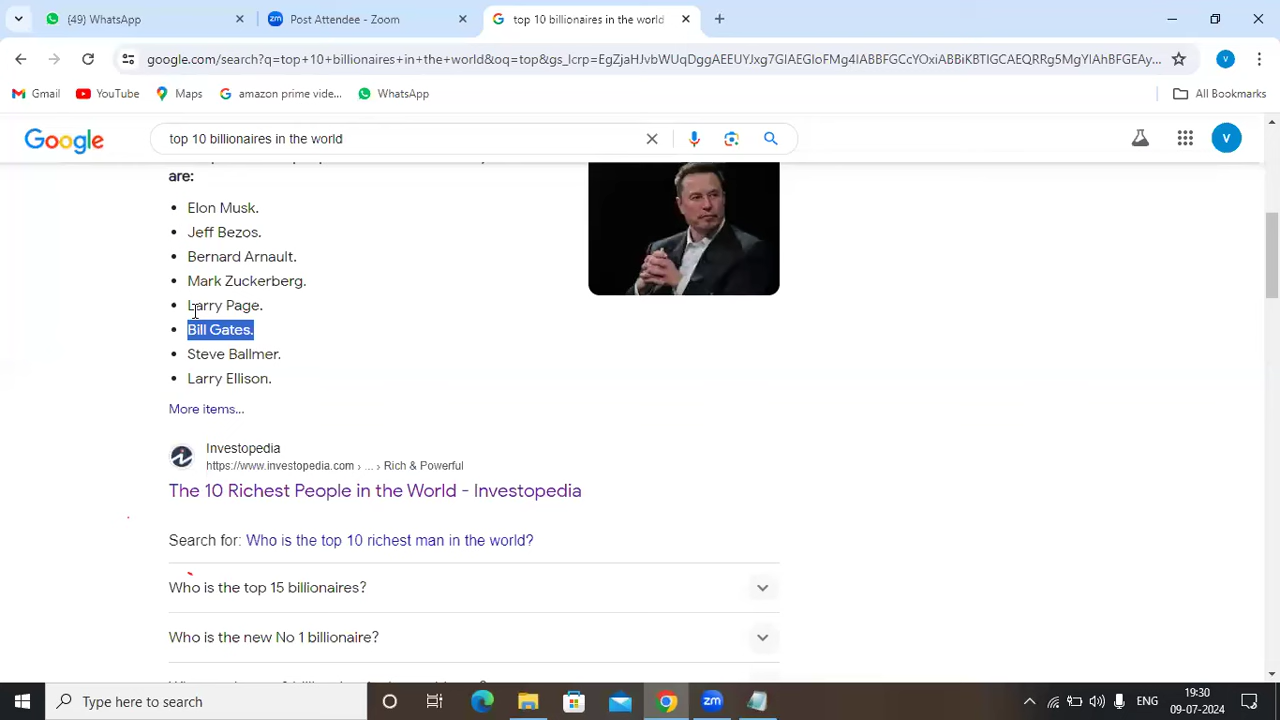 (49) WhatsApp
Post Attendee - Zoom
top 10 billionaires in the world
google.com/search?q=top+10+billionaires+in+the+world&oq=top&gs_lcrp=EgZjaHJvbWUqDggAEEUYJxg7GIAEGIoFMg4IABBFGCcYOxiABBiKBTIGCAEQRRg5MgYIAhBFGEAy...
Gmail
YouTube
Maps
amazon prime vide...
WhatsApp
All Bookmarks
Google
top 10 billionaires in the world
V
are:
• Elon Musk.
• Jeff Bezos.
• Bernard Arnault.
• Mark Zuckerberg.
• Larry Page.
• Bill Gates.
• Steve Ballmer.
• Larry Ellison.
More items...
Investopedia
https://www.investopedia.com › ... › Rich & Powerful
The 10 Richest People in the World - Investopedia
Search for: Who is the top 10 richest man in the world?
Who is the top 15 billionaires?
Who is the new No 1 billionaire?
Type here to search
zm
ENG
19:30
09-07-2024